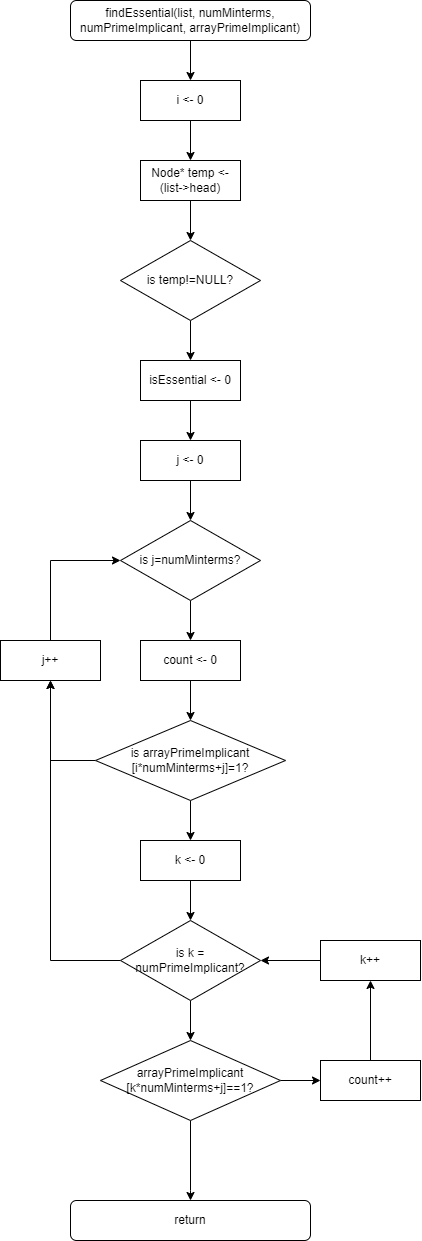 findEssential(list, numMinterms,
numPrimeImplicant, arrayPrimeImplicant)
i <- 0
Node* temp <-
(list->head)
is temp!=NULL?
isEssential <- 0
j <- 0
is j=numMinterms?
j++
count <- 0
is arrayPrimeImplicant
[i*numMinterms+j]=1?
k <- 0
is k =
numPrimeImplicant?
k++
arrayPrimeImplicant
[k*numMinterms+j]==1?
count++
return